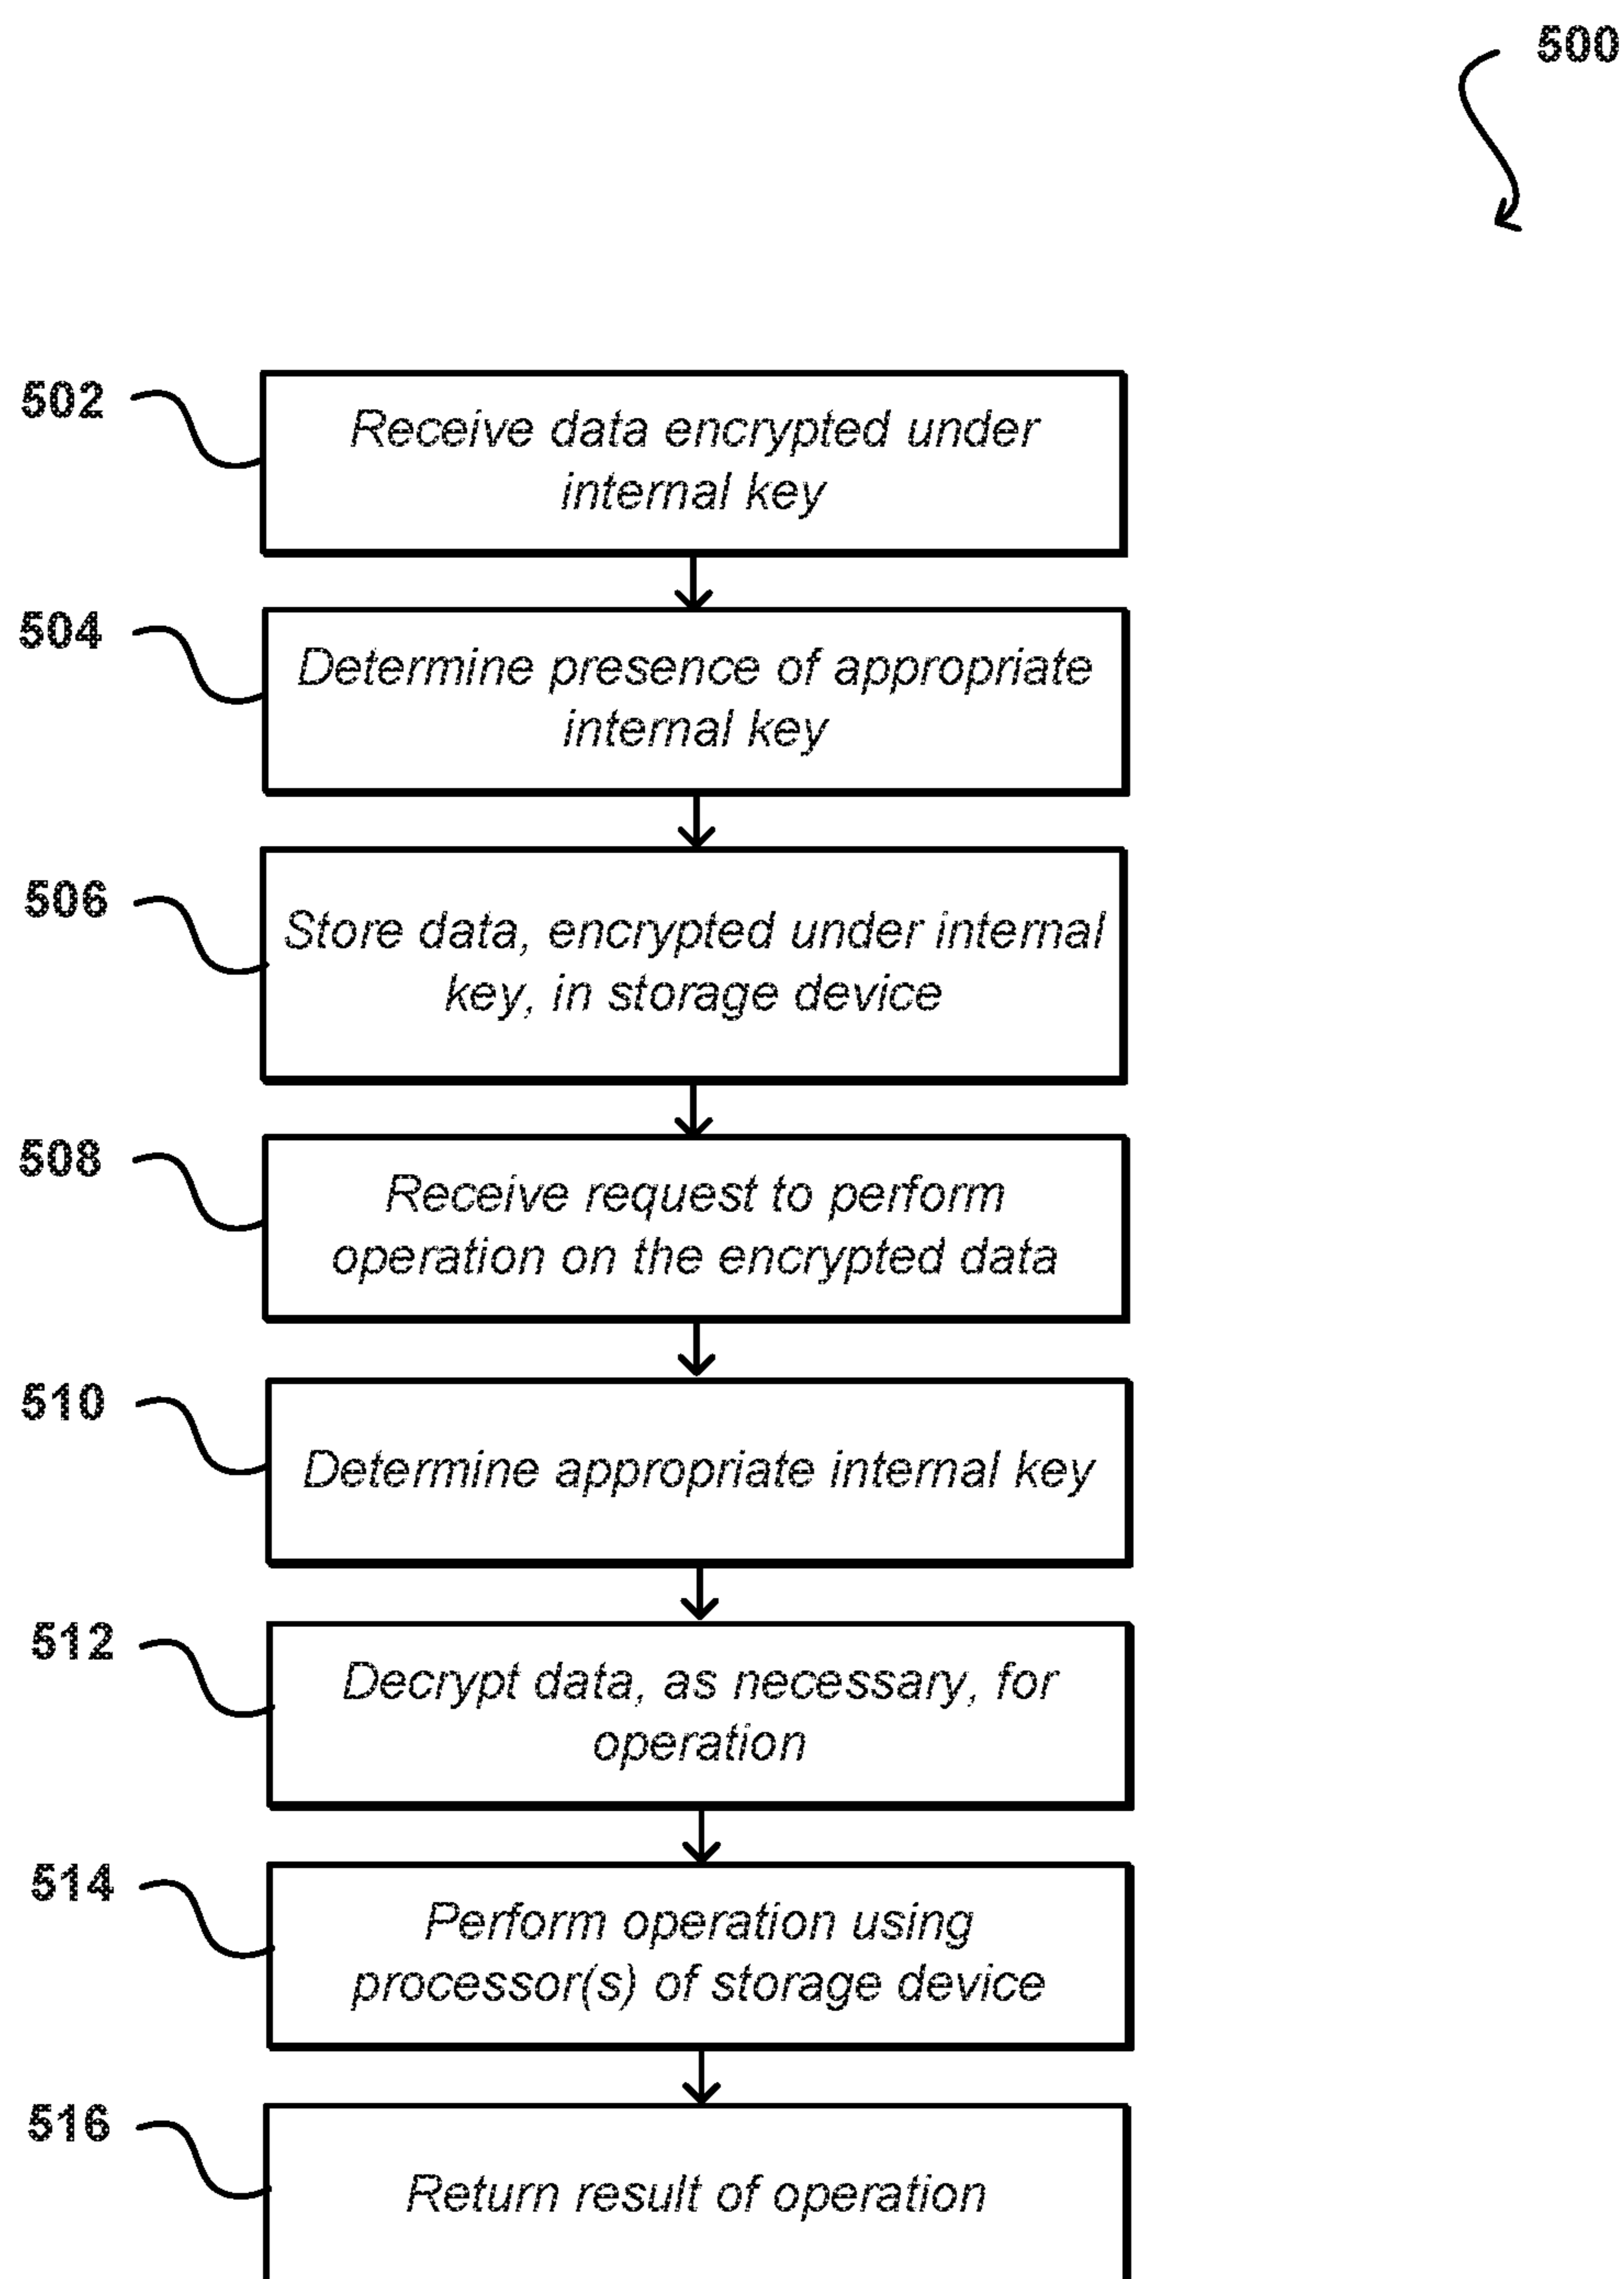 500
502
Receive data encrypted under
internal key
504
Determine presence of appropriate
internal key
506
Store data, encrypted under internal
key, in storage device
508
Receive request to perform
operation on the encrypted data
510
Determine appropriate internal key
512
Decrypt data, as necessary, for
operation
514
Perform operation using
processor(s) of storage device
516
Return result of operation